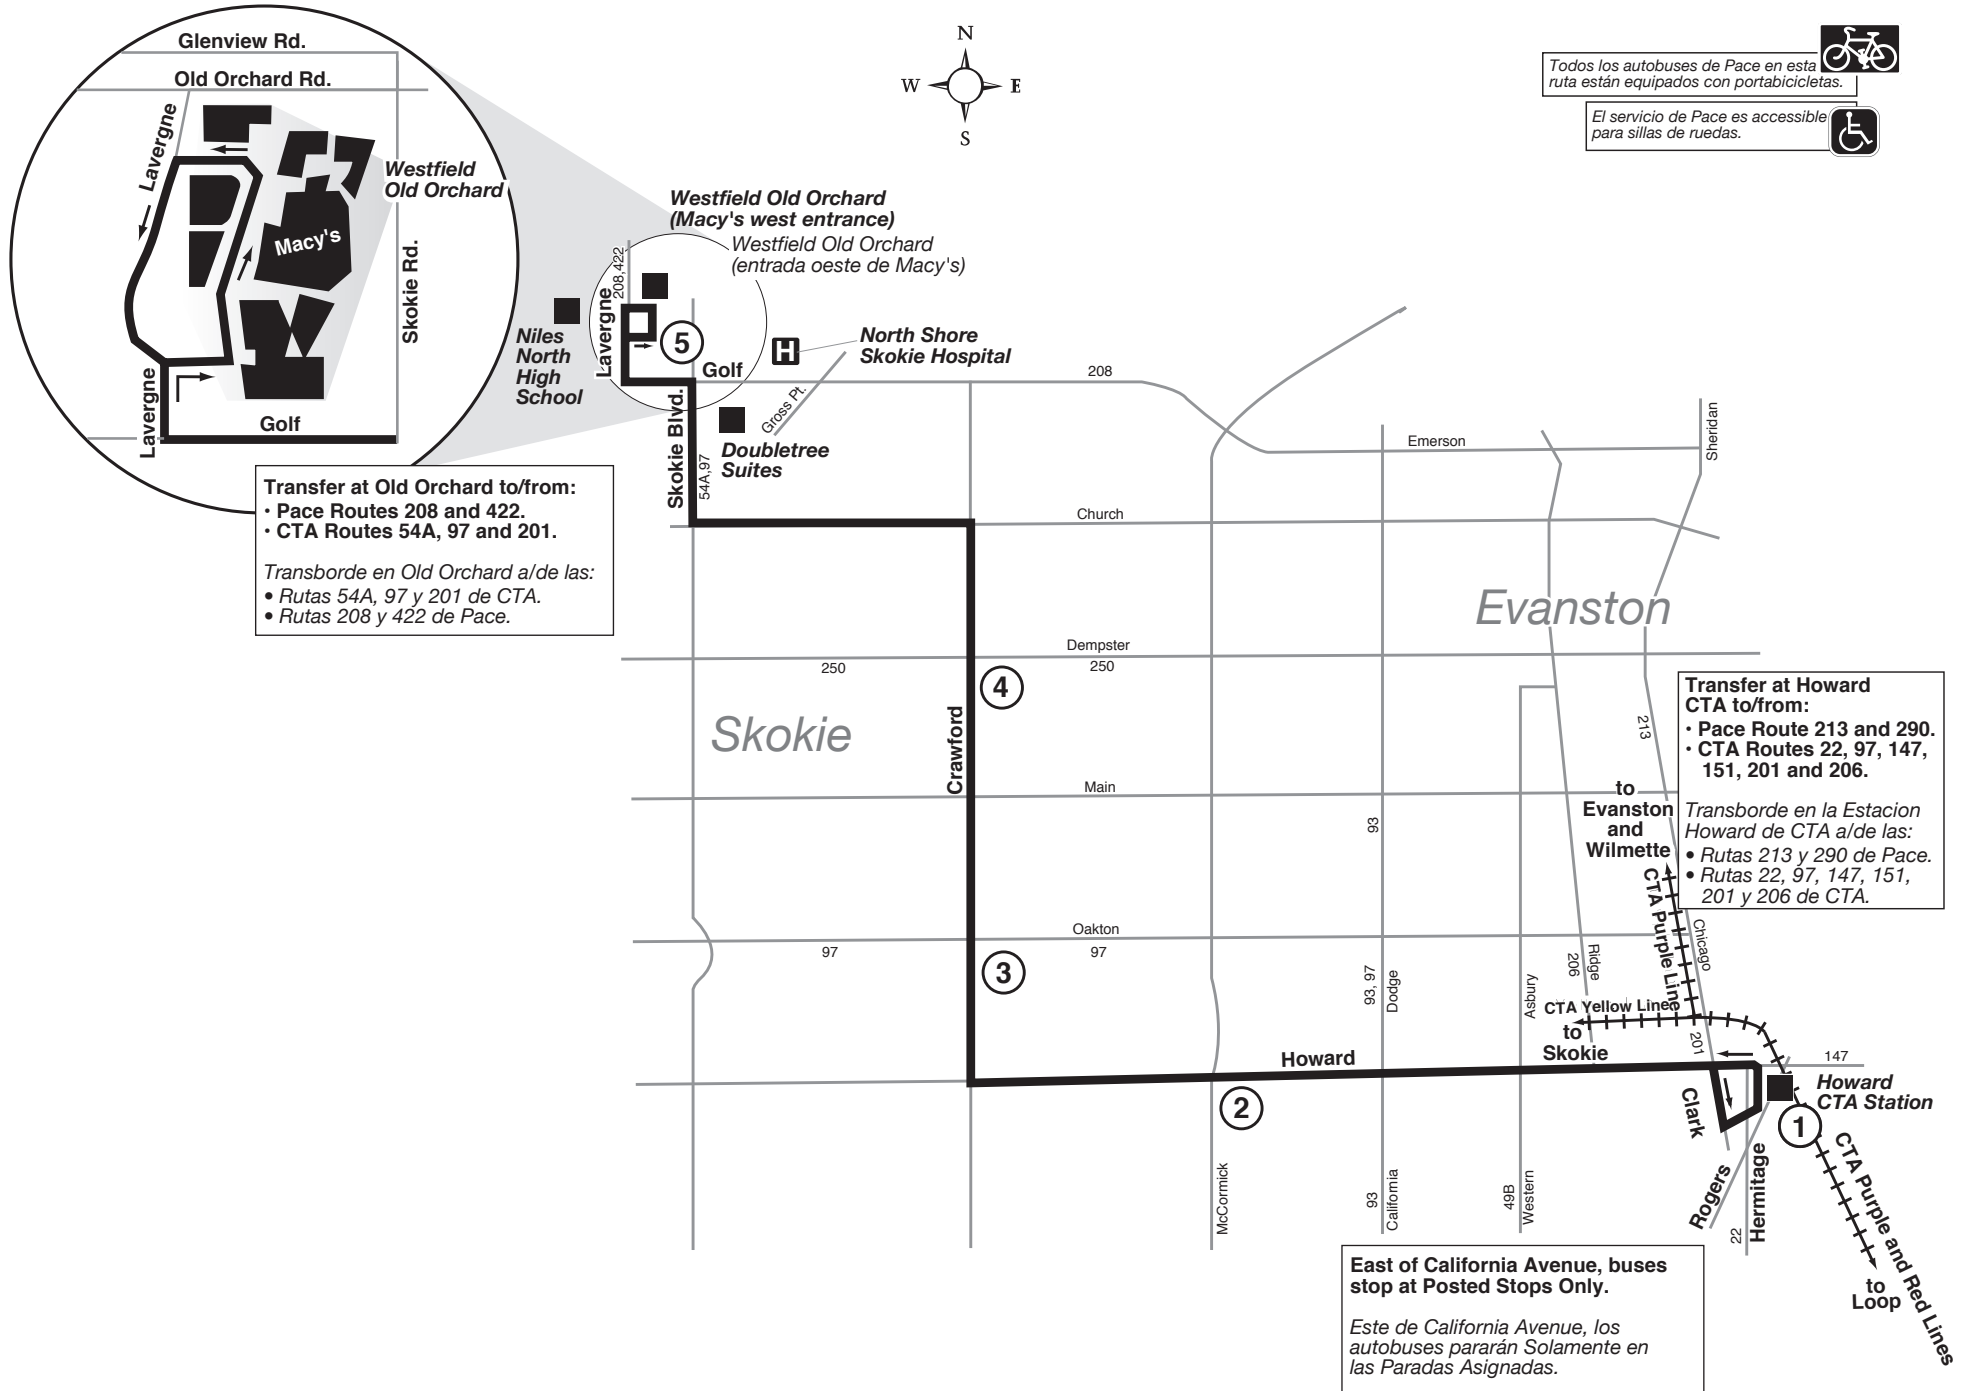 Glenview Rd.
Old Orchard Rd.
Lavergne
Westfield
Old Orchard
Macy's
Skokie Rd.
Lavergne
Golf
N
W
E
S
Todos los autobuses de Pace en esta
ruta están equipados con portabicicletas.
El servicio de Pace es accessible
para sillas de ruedas.
Westfield Old Orchard
(Macy's west entrance)
Westfield Old Orchard
(entrada oeste de Macy's)
208,422
Lavergne
Niles
North
High
School
5
H
North Shore
Skokie Hospital
Golf
208
Gross Pt.
Skokie Blvd.
54A,97
Doubletree
Suites
Emerson
Sheridan
Transfer at Old Orchard to/from:
• Pace Routes 208 and 422.
• CTA Routes 54A, 97 and 201.
Transborde en Old Orchard a/de las:
• Rutas 54A, 97 y 201 de CTA.
• Rutas 208 y 422 de Pace.
Church
Evanston
Dempster
250
250
4
Skokie
Crawford
213
Transfer at Howard
CTA to/from:
• Pace Route 213 and 290.
• CTA Routes 22, 97, 147,
151, 201 and 206.
Transborde en la Estacion
Howard de CTA a/de las:
• Rutas 213 y 290 de Pace.
• Rutas 22, 97, 147, 151,
201 y 206 de CTA.
Main
to
Evanston
and
Wilmette
93
CTA Purple Line
Oakton
97
97
3
Chicago
Ridge
206
93, 97
Dodge
Asbury
CTA Yellow Line
to
Skokie
201
Howard
147
2
Clark
Howard
CTA Station
1
McCormick
93
California
49B
Western
Rogers
22
Hermitage
CTA Purple and Red Lines
to
Loop
East of California Avenue, buses
stop at Posted Stops Only.
Este de California Avenue, los
autobuses pararán Solamente en
las Paradas Asignadas.